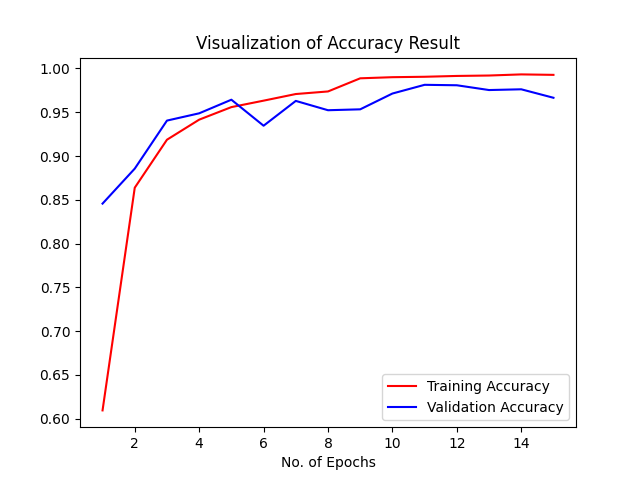 Visualization of Accuracy Result
1.00
0.95
0.90
0.85
0.80
0.75
0.70
0.65
0.60
Training Accuracy
Validation Accuracy
2 4 6 8 10 12 14
No. of Epochs